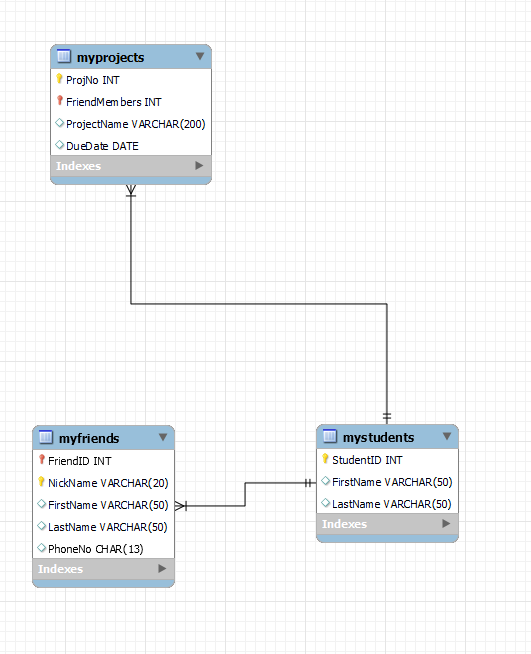 myprojects
ProjNo INT
FriendMembers INT
ProjectName VARCHAR(200)
DueDate DATE
Indexes
myfriends
FriendID INT
NickName VARCHAR(20)
FirstName VARCHAR(50)
LastName VARCHAR(50)
PhoneNo CHAR(13)
Indexes
mystudents
StudentID INT
FirstName VARCHAR(50)
LastName VARCHAR(50)
Indexes